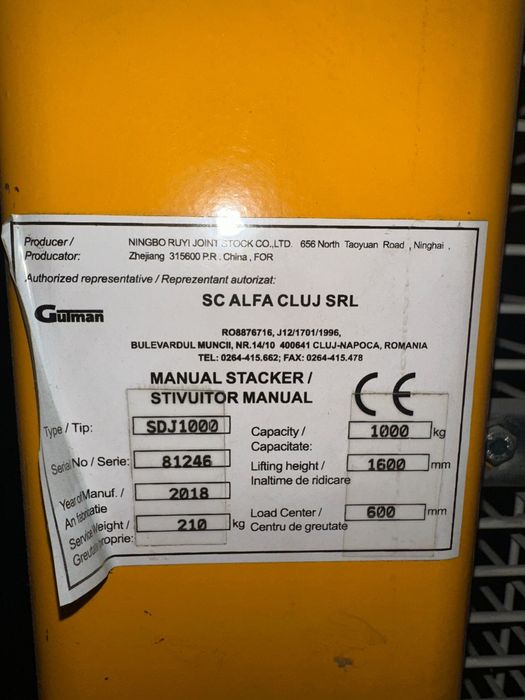 Producer / NINGBO RUYI JOINT STOCK CO.,LTD. 656 North Taoyuan Road , Ninghai ,
Producator: Zhejiang 315600 P.R. China , FOR
Authorized representative / Reprezentant autorizat:
Gutman
SC ALFA CLUJ SRL
RO8876716, J12/1701/1996,
BULEVARDUL MUNCII, NR.14/10 400641 CLUJ-NAPOCA, ROMANIA
TEL: 0264-415.662; FAX: 0264-415.478
MANUAL STACKER /
STIVUITOR MANUAL
CE
Type / Tip: SDJ1000 Capacity / 1000 kg
Capacitate:
Serial No / Serie: 81246 Lifting height / 1600 mm
Inaltime de ridicare
Year of Manuf. / 2018
An fabricatie
Load Center / 600 mm
Service Weight / 210 kg Centru de greutate
Greutate proprie: